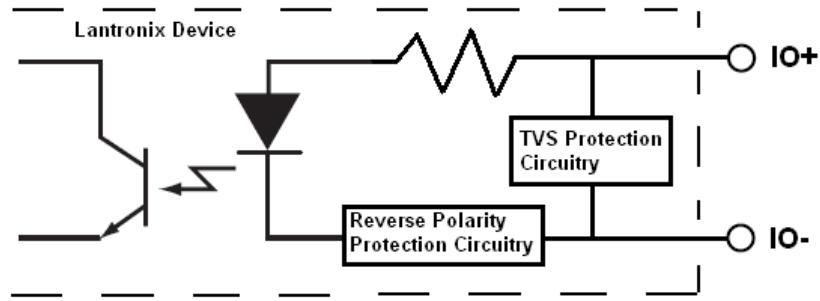 Lantronix Device
IO+
TVS Protection
Circuitry
Reverse Polarity
Protection Circuitry
IO-